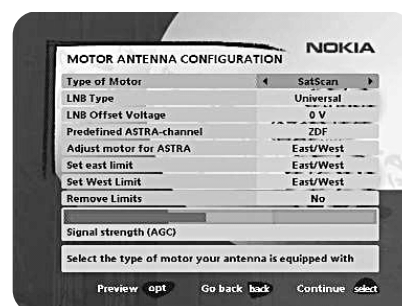 NOKIA
MOTOR ANTENNA CONFIGURATION
Type of Motor SatScan
LNB Type Universal
LNB Offset Voltage 0 V
Predefined ASTRA-channel ZDF
Adjust motor for ASTRA East/West
Set east limit East/West
Set West Limit East/West
Remove Limits No
Signal strength (AGC)
Select the type of motor your antenna is equipped with
Preview opt Go back back Continue select